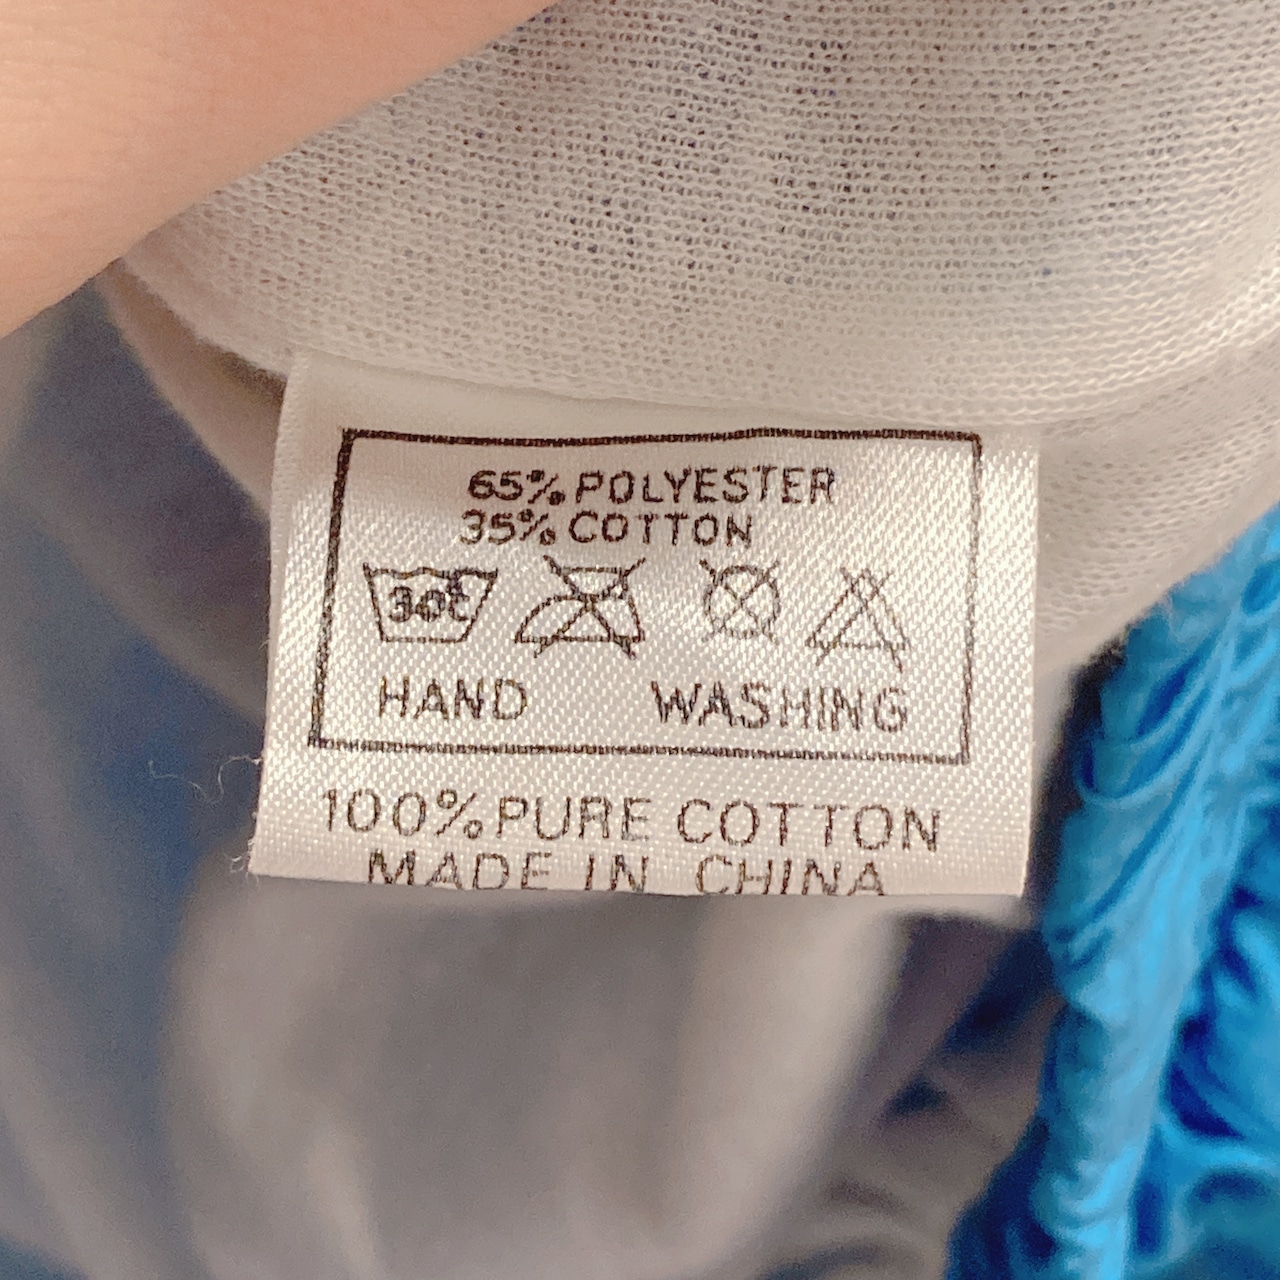 65% POLYESTER
35% COTTON
30℃
HAND WASHING
100% PURE COTTON
MADE IN CHINA